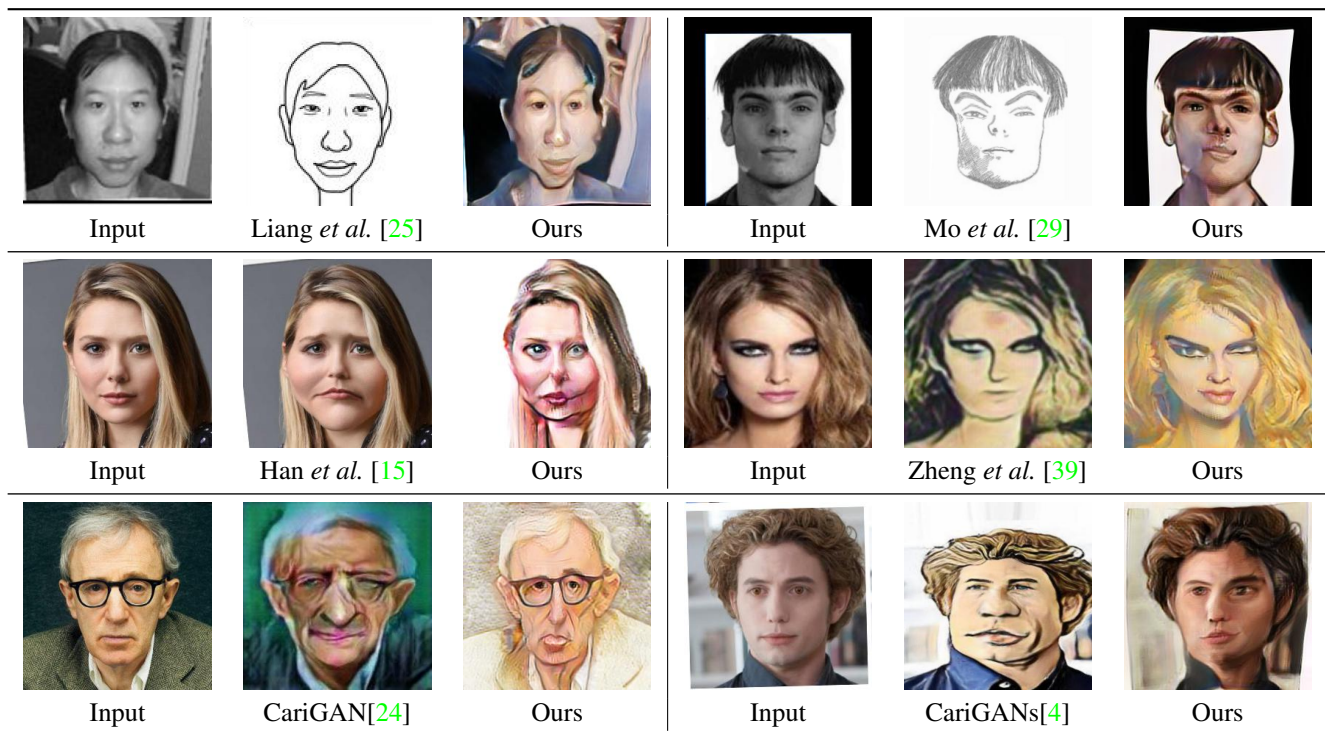 Input Liang et al. [25] Ours Input Mo et al. [29] Ours
Input Han et al. [15] Ours Input Zheng et al. [39] Ours
Input CariGAN[24] Ours Input CariGANs[4] Ours